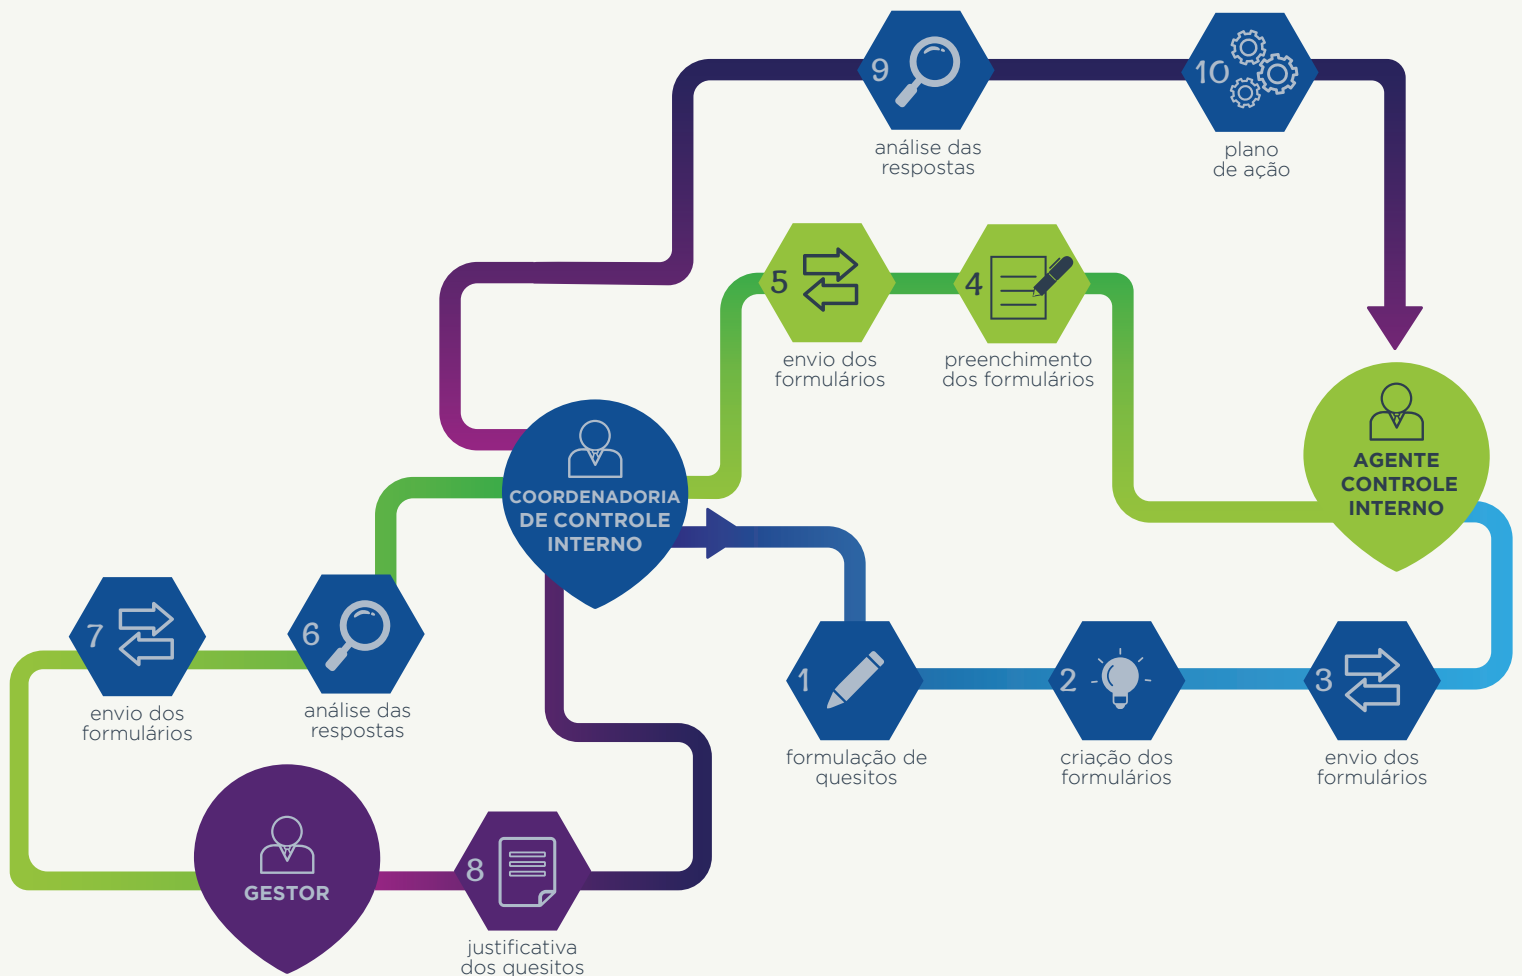 9
análise das
respostas
10
plano
de ação
5
envio dos
formulários
4
preenchimento
dos formulários
AGENTE
CONTROLE
INTERNO
COORDENADORIA
DE CONTROLE
INTERNO
7
envio dos
formulários
6
análise das
respostas
1
formulação de
quesitos
2
criação dos
formulários
3
envio dos
formulários
GESTOR
8
justificativa
dos quesitos